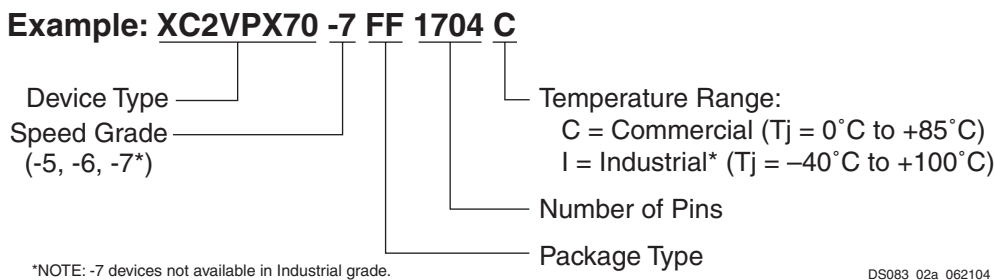 Example: XC2VPX70 -7 FF 1704 C
Device Type
Speed Grade
(-5, -6, -7*)
Temperature Range:
C = Commercial (Tj = 0˚C to +85˚C)
I = Industrial* (Tj = –40˚C to +100˚C)
Number of Pins
Package Type
*NOTE: -7 devices not available in Industrial grade.
DS083_02a_062104